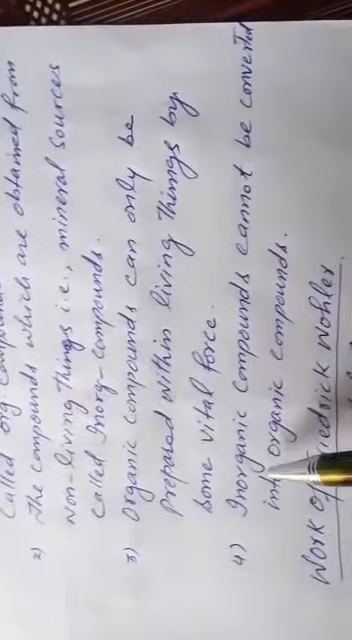 Called org. compounds
2) The compounds which are obtained from
Non-living things i.e., mineral sources
Called Inorg-compounds.
3) Organic compounds can only be
prepared within living things by
some vital force.
4) Inorganic compounds cannot be converted
into organic compounds.
Work of Fredrick Wohler